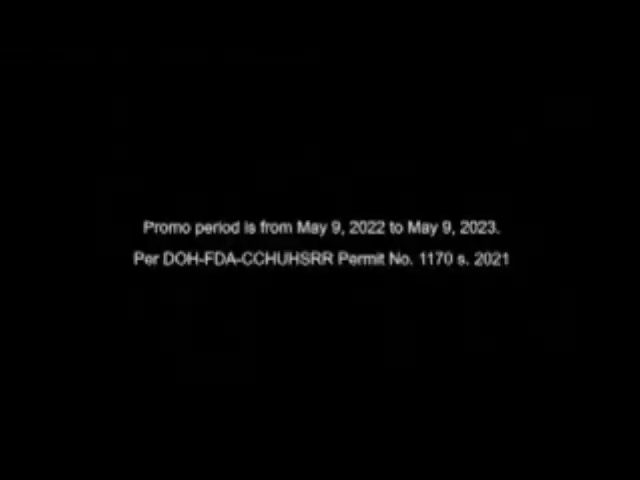 Promo period is from May 9, 2022 to May 9, 2023.
Per DOH-FDA-CCHUHSRR Permit No. 1170 s. 2021